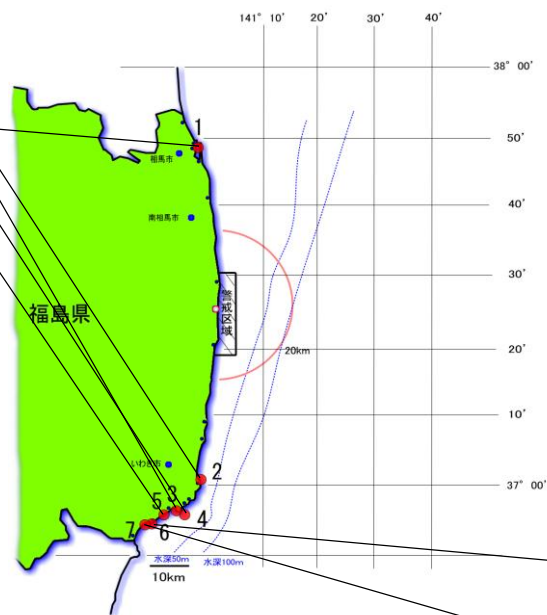 141° 10′ 20′ 30′ 40′
38° 00′
50′
1
相馬市
40′
南相馬市
30′
警戒区域
福島県
20km
20′
10′
いわき市
2
37° 00′
5 3 4
7 6
水深50m 水深100m
10km